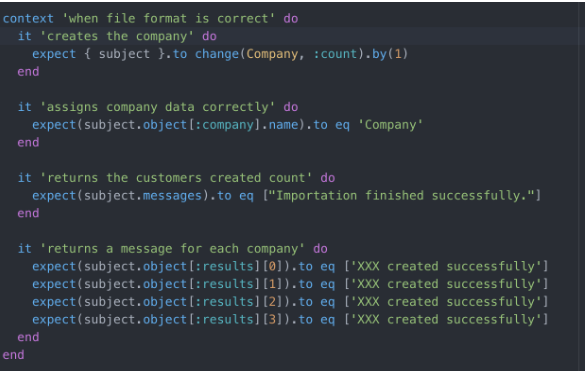 context 'when file format is correct' do
  it 'creates the company' do
    expect { subject }.to change(Company, :count).by(1)
  end

  it 'assigns company data correctly' do
    expect(subject.object[:company].name).to eq 'Company'
  end

  it 'returns the customers created count' do
    expect(subject.messages).to eq ["Importation finished successfully."]
  end

  it 'returns a message for each company' do
    expect(subject.object[:results][0]).to eq ['XXX created successfully']
    expect(subject.object[:results][1]).to eq ['XXX created successfully']
    expect(subject.object[:results][2]).to eq ['XXX created successfully']
    expect(subject.object[:results][3]).to eq ['XXX created successfully']
  end
end